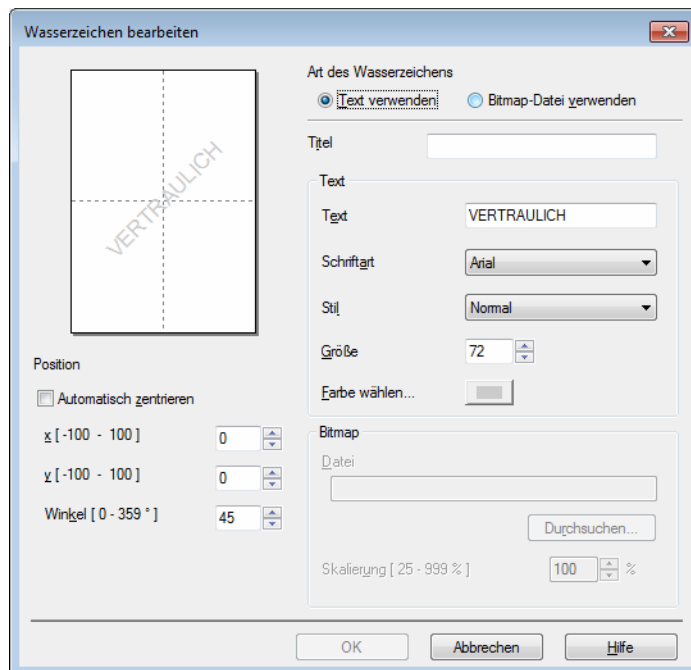 Wasserzeichen bearbeiten
VERTRAULICH
Art des Wasserzeichens
Text verwenden Bitmap-Datei verwenden
Titel
Text
Text VERTRAULICH
Schriftart Arial
Stil Normal
Größe 72
Farbe wählen...
Position
Automatisch zentrieren
x [ -100 - 100 ] 0
y [ -100 - 100 ] 0
Winkel [ 0 - 359 ° ] 45
Bitmap
Datei
Durchsuchen...
Skalierung [ 25 - 999 % ] 100 %
OK Abbrechen Hilfe